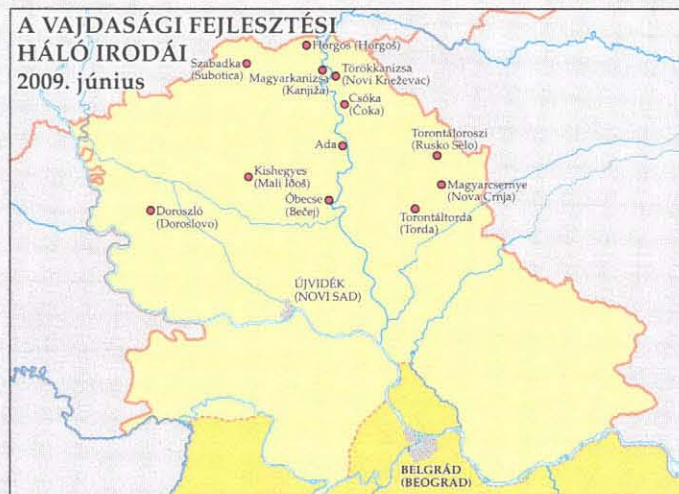 A VAJDASÁGI FEJLESZTÉSI
HÁLÓ IRODÁI
2009. június
Horgos (Horgoš)
Szabadka
(Subotica)
Magyarkanizsa
(Kanjiža)
Törökkanizsa
(Novi Kneževac)
Csóka
(Čoka)
Ada
Torontáloroszi
(Rusko Selo)
Kishegyes
(Mali Iđoš)
Magyarcsernye
(Nova Crnja)
Óbecse
(Bečej)
Doroszló
(Doroslovo)
Torontáltorda
(Torda)
ÚJVIDÉK
(NOVI SAD)
BELGRÁD
(BEOGRAD)